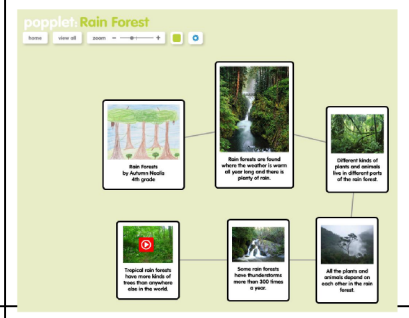 popplet: Rain Forest
home view all zoom - +
Rain Forests
by Autumn Nealis
4th grade
Rain forests are found
where the weather is warm
all year long and there is
plenty of rain.
Different kinds of
plants and animals
live in different parts
of the rain forest.
Tropical rain forests
have more kinds of
trees than anywhere
else in the world.
Some rain forests
have thunderstorms
more than 300 times
a year.
All the plants and
animals depend on
each other in the rain
forest.